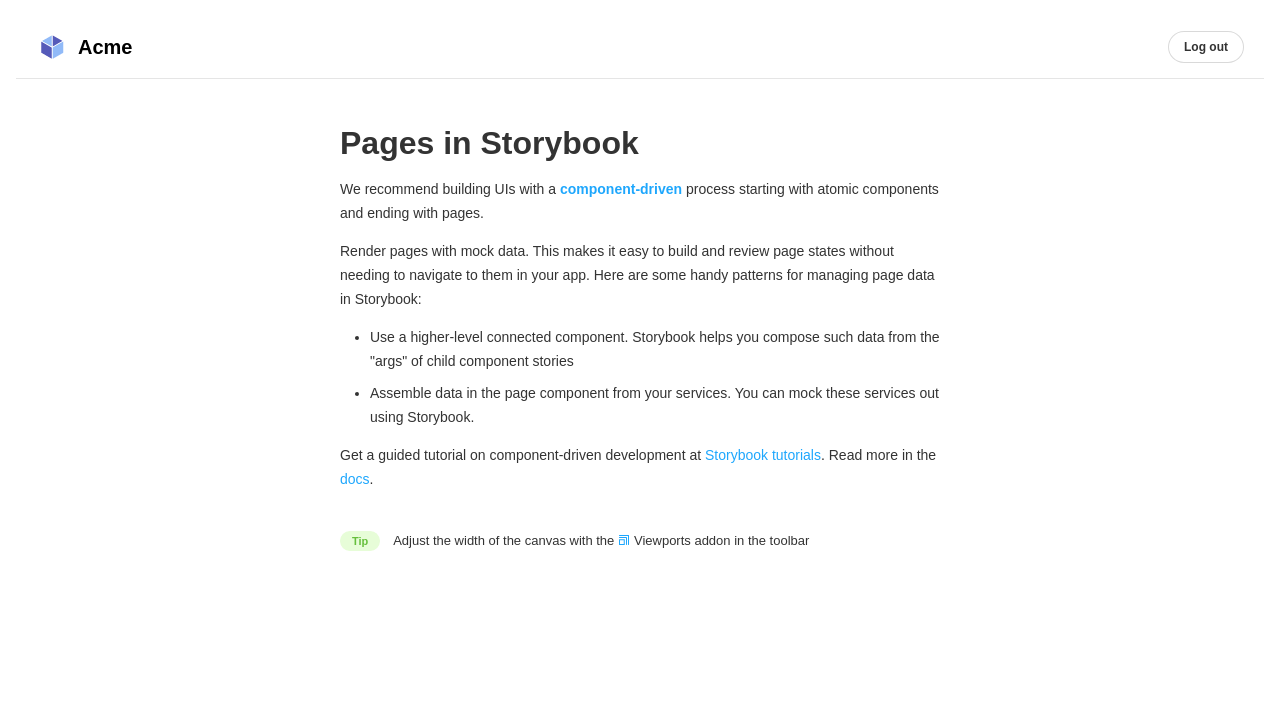 Acme
Log out
Pages in Storybook
We recommend building UIs with a component-driven process starting with atomic components
and ending with pages.
Render pages with mock data. This makes it easy to build and review page states without
needing to navigate to them in your app. Here are some handy patterns for managing page data
in Storybook:
• Use a higher-level connected component. Storybook helps you compose such data from the
"args" of child component stories
• Assemble data in the page component from your services. You can mock these services out
using Storybook.
Get a guided tutorial on component-driven development at Storybook tutorials. Read more in the
docs.
Tip Adjust the width of the canvas with the Viewports addon in the toolbar